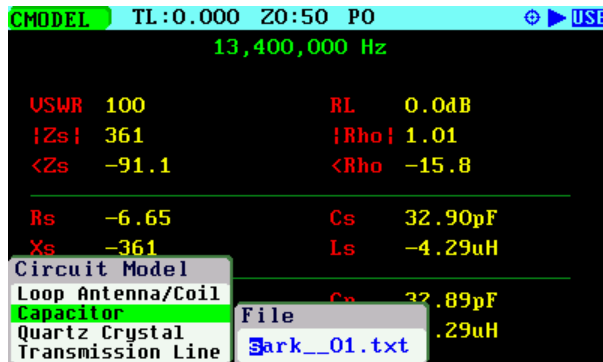 CMODEL TL:0.000 Z0:50 PO USB
13,400,000 Hz
VSWR 100 RL 0.0dB
|Zs| 361 |Rho| 1.01
<Zs -91.1 <Rho -15.8
Rs -6.65 Cs 32.90pF
Xs -361 Ls -4.29uH
Circuit Model
Loop Antenna/Coil
Capacitor
Quartz Crystal
Transmission Line
Cp 32.89pF
.29uH
File
sark__01.txt